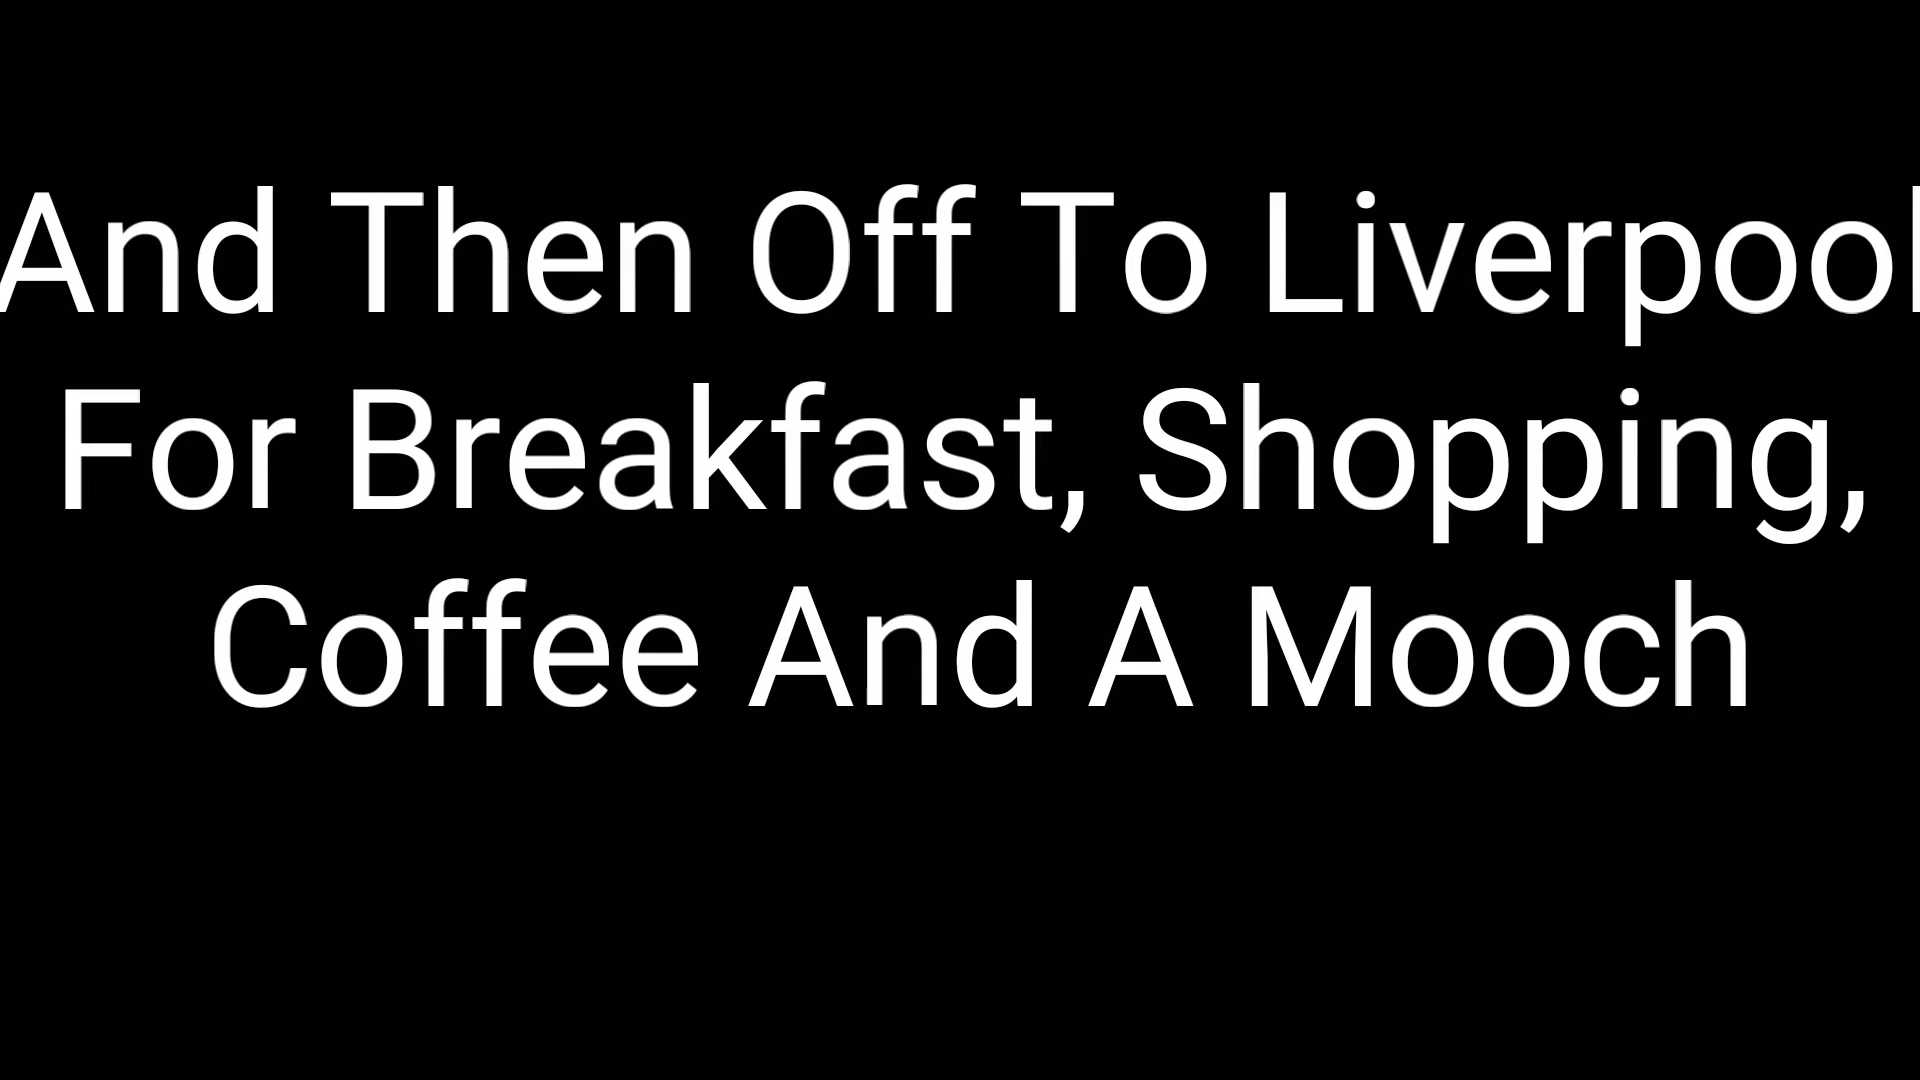 And Then Off To Liverpool
For Breakfast, Shopping,
Coffee And A Mooch